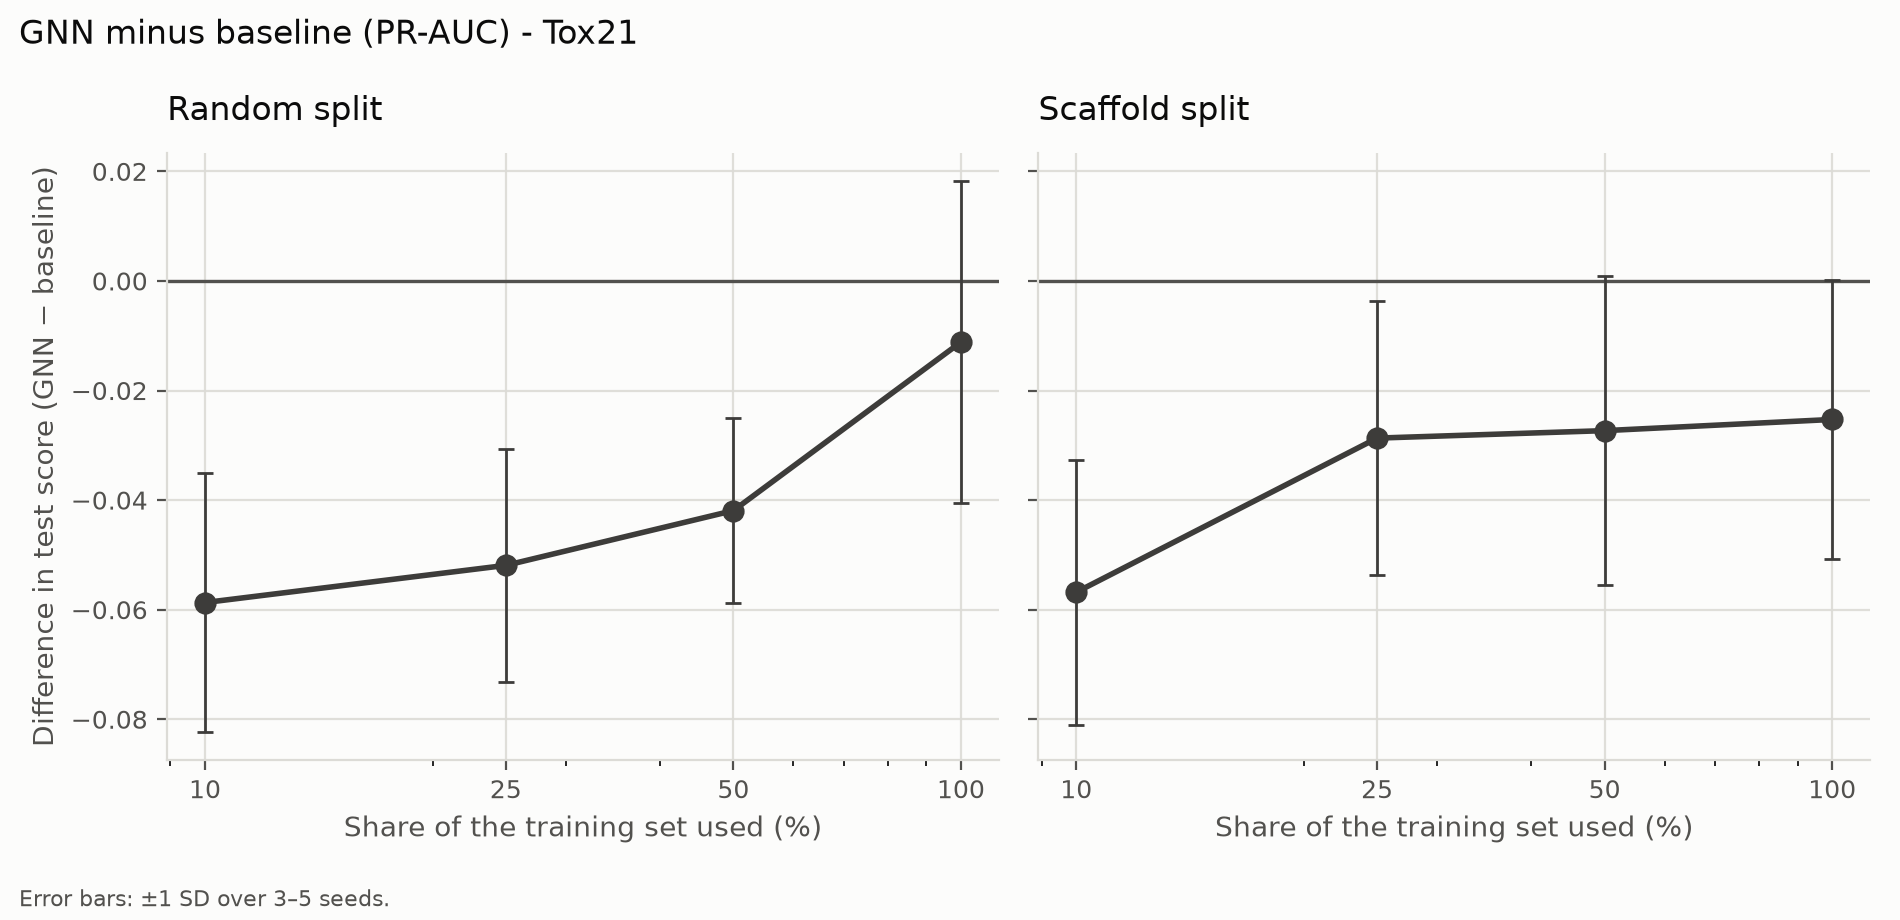 GNN minus baseline (PR-AUC) - Tox21
Random split
Scaffold split
Difference in test score (GNN − baseline)
0.02
0.00
−0.02
−0.04
−0.06
−0.08
10 25 50 100
10 25 50 100
Share of the training set used (%)
Share of the training set used (%)
Error bars: ±1 SD over 3–5 seeds.